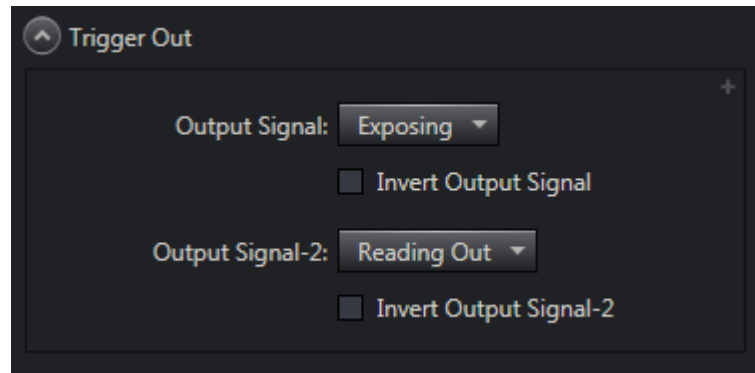 Trigger Out
Output Signal: Exposing
Invert Output Signal
Output Signal-2: Reading Out
Invert Output Signal-2